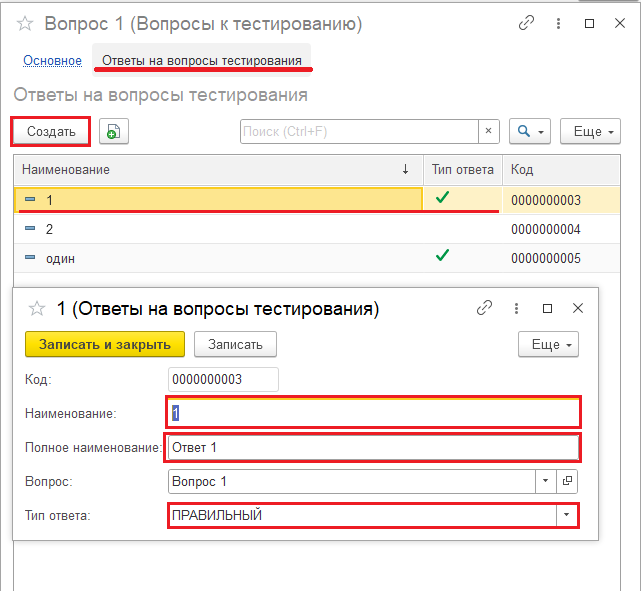 Вопрос 1 (Вопросы к тестированию)
Основное Ответы на вопросы тестирования
Ответы на вопросы тестирования
Создать Поиск (Ctrl+F) × Еще
Наименование ↓ Тип ответа Код
1 0000000003
2 0000000004
один 0000000005
1 (Ответы на вопросы тестирования)
Записать и закрыть Записать Еще
Код: 0000000003
Наименование: 1
Полное наименование: Ответ 1
Вопрос: Вопрос 1
Тип ответа: ПРАВИЛЬНЫЙ